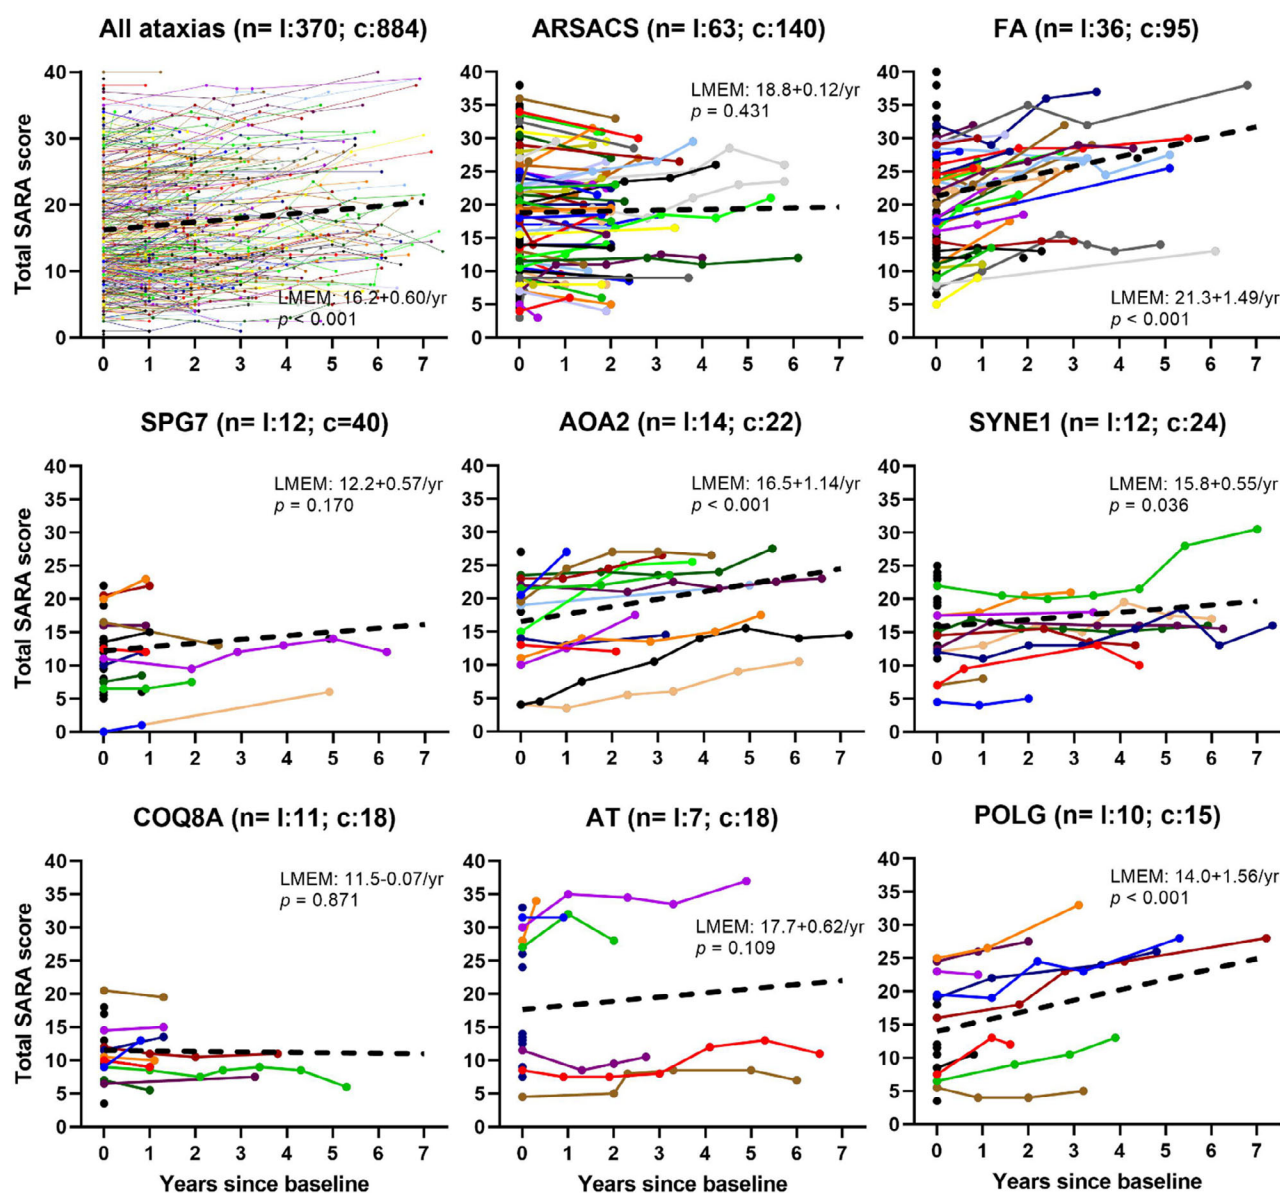 All ataxias (n= l:370; c:884)
ARSACS (n= l:63; c:140)
FA (n= l:36; c:95)
Total SARA score
40
30
20
10
0
LMEM: 16.2+0.60/yr
p < 0.001
0 1 2 3 4 5 6 7
40
35
30
25
20
15
10
5
0
LMEM: 18.8+0.12/yr
p = 0.431
0 1 2 3 4 5 6 7
40
35
30
25
20
15
10
5
0
LMEM: 21.3+1.49/yr
p < 0.001
0 1 2 3 4 5 6 7
SPG7 (n= l:12; c=40)
AOA2 (n= l:14; c:22)
SYNE1 (n= l:12; c:24)
Total SARA score
40
35
30
25
20
15
10
5
0
LMEM: 12.2+0.57/yr
p = 0.170
0 1 2 3 4 5 6 7
40
35
30
25
20
15
10
5
0
LMEM: 16.5+1.14/yr
p < 0.001
0 1 2 3 4 5 6 7
40
35
30
25
20
15
10
5
0
LMEM: 15.8+0.55/yr
p = 0.036
0 1 2 3 4 5 6 7
COQ8A (n= l:11; c:18)
AT (n= l:7; c:18)
POLG (n= l:10; c:15)
Total SARA score
40
35
30
25
20
15
10
5
0
LMEM: 11.5-0.07/yr
p = 0.871
0 1 2 3 4 5 6 7
Years since baseline
40
35
30
25
20
15
10
5
0
LMEM: 17.7+0.62/yr
p = 0.109
0 1 2 3 4 5 6 7
Years since baseline
40
35
30
25
20
15
10
5
0
LMEM: 14.0+1.56/yr
p < 0.001
0 1 2 3 4 5 6 7
Years since baseline